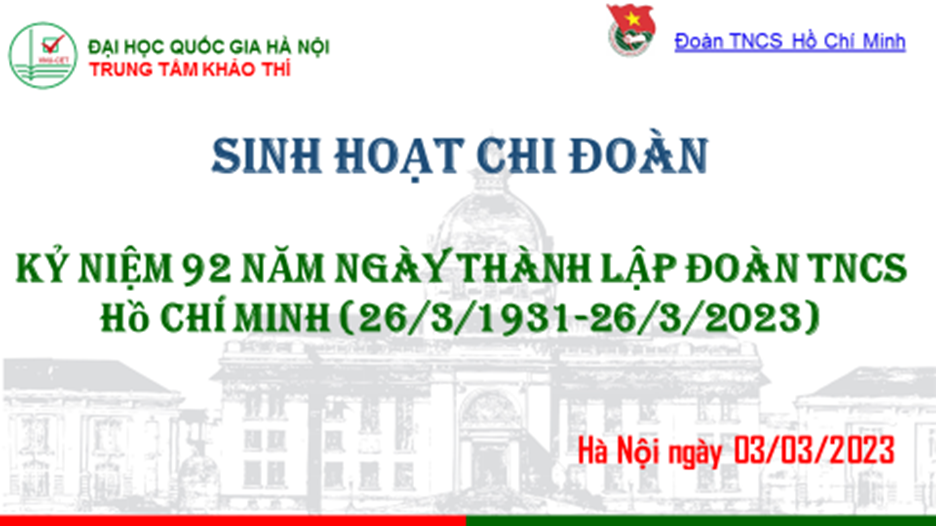 ĐẠI HỌC QUỐC GIA HÀ NỘI
TRUNG TÂM KHẢO THÍ
Đoàn TNCS Hồ Chí Minh
SINH HOẠT CHI ĐOÀN
KỶ NIỆM 92 NĂM NGÀY THÀNH LẬP ĐOÀN TNCS
HỒ CHÍ MINH (26/3/1931-26/3/2023)
Hà Nội ngày 03/03/2023